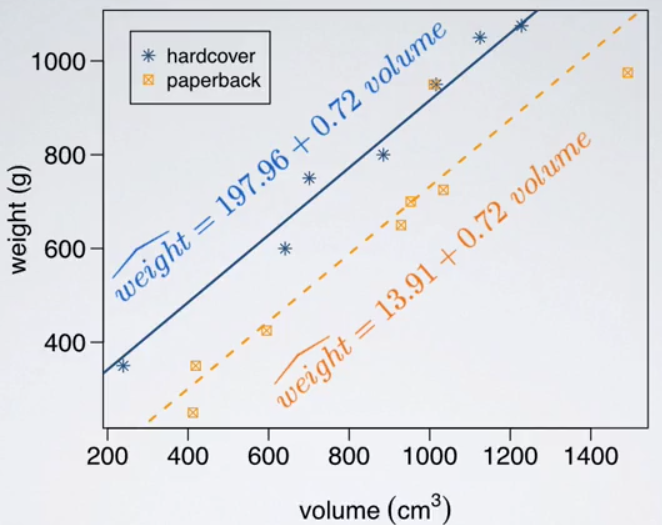 hardcover
paperback
weight = 197.96 + 0.72 volume
weight = 13.91 + 0.72 volume
weight (g)
1000
800
600
400
200 400 600 800 1000 1200 1400
volume (cm³)